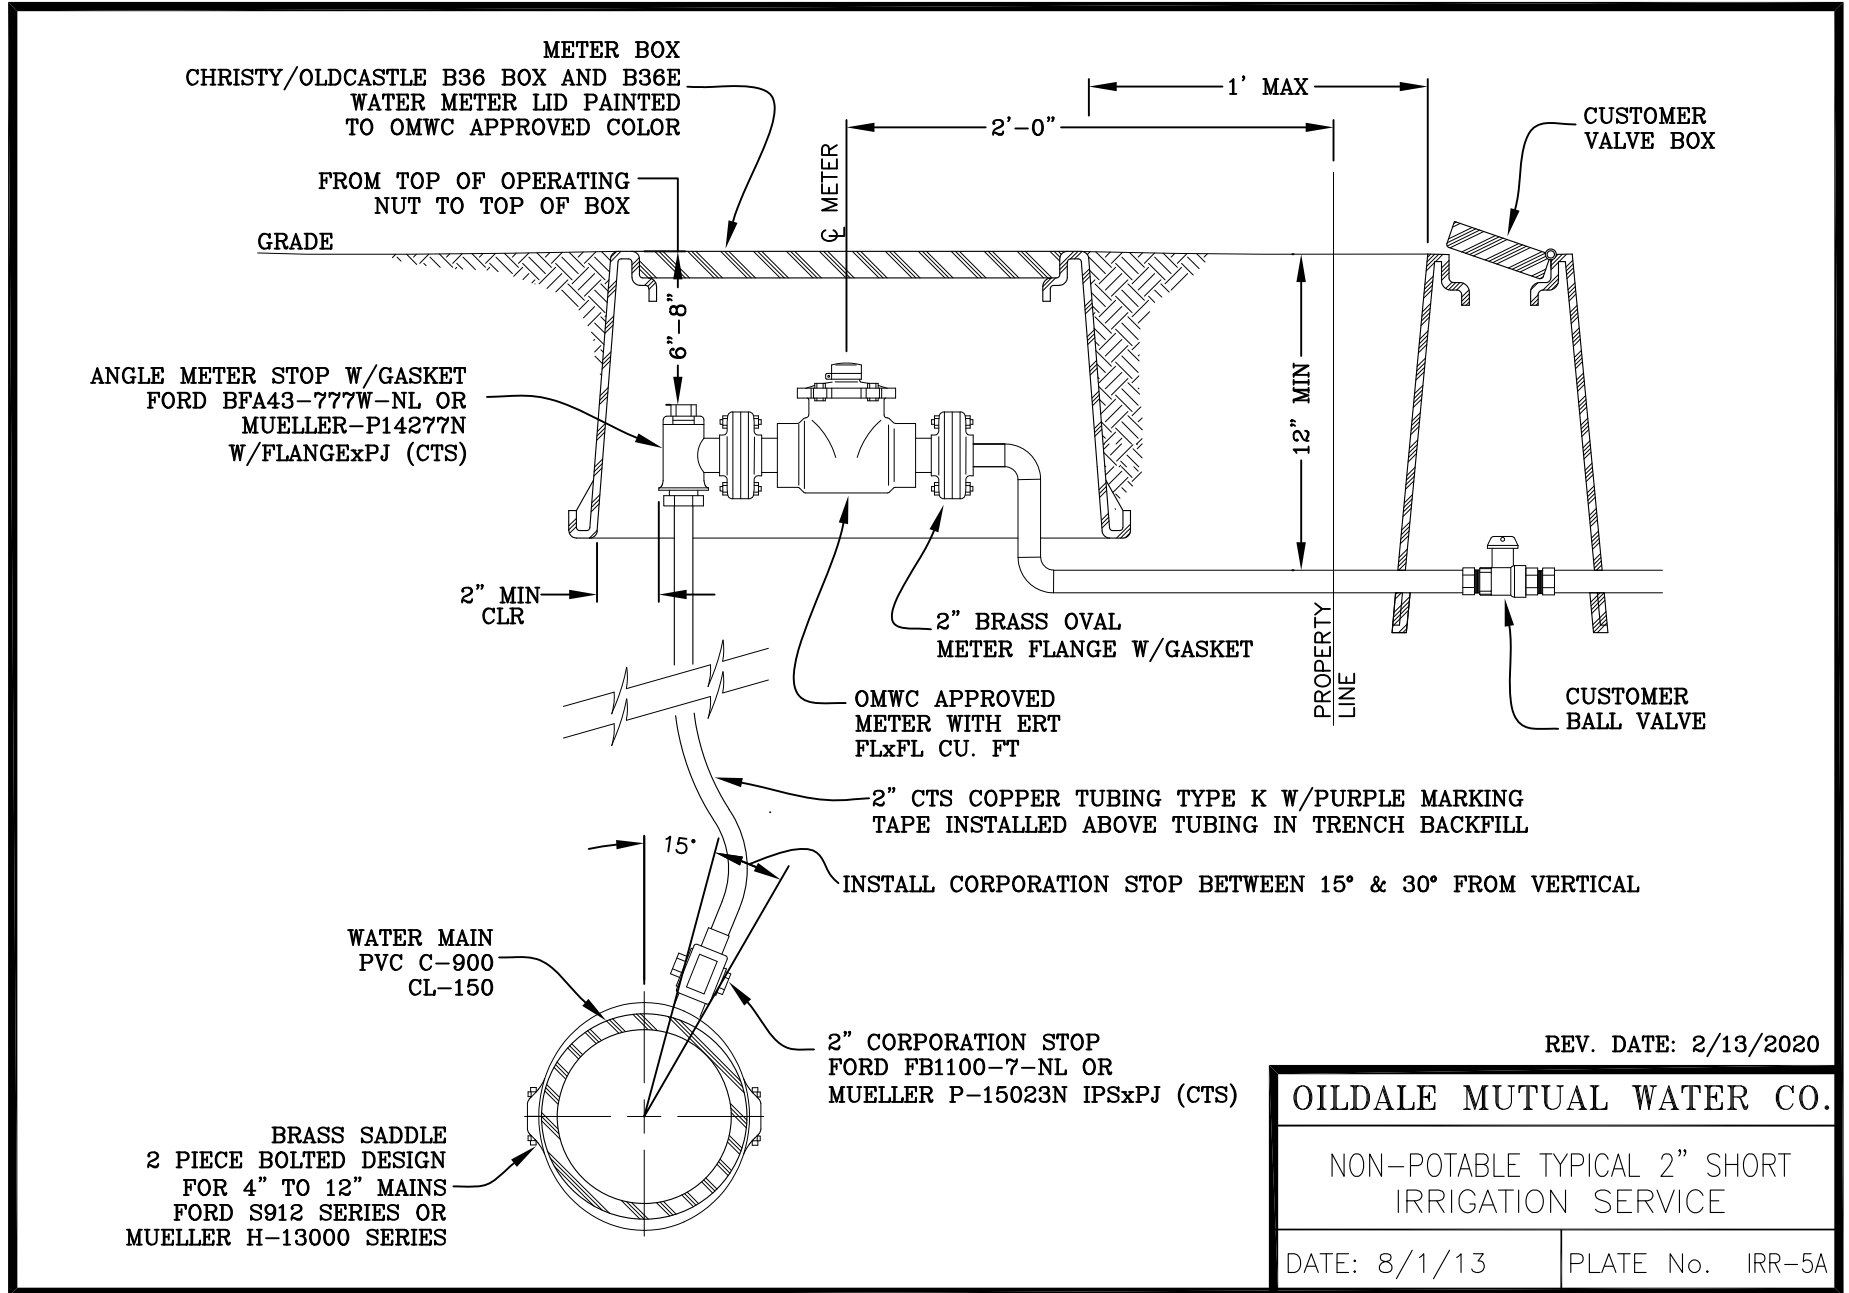 METER BOX
CHRISTY/OLDCASTLE B36 BOX AND B36E
WATER METER LID PAINTED
TO OMWC APPROVED COLOR
1' MAX
2'-0"
CUSTOMER
VALVE BOX
FROM TOP OF OPERATING
NUT TO TOP OF BOX
℄ METER
GRADE
6"-8"
12" MIN
ANGLE METER STOP W/GASKET
FORD BFA43-777W-NL OR
MUELLER-P14277N
W/FLANGExPJ (CTS)
2" MIN
CLR
2" BRASS OVAL
METER FLANGE W/GASKET
PROPERTY
LINE
OMWC APPROVED
METER WITH ERT
FLxFL CU. FT
CUSTOMER
BALL VALVE
2" CTS COPPER TUBING TYPE K W/PURPLE MARKING
TAPE INSTALLED ABOVE TUBING IN TRENCH BACKFILL
15°
INSTALL CORPORATION STOP BETWEEN 15° & 30° FROM VERTICAL
WATER MAIN
PVC C-900
CL-150
2" CORPORATION STOP
FORD FB1100-7-NL OR
MUELLER P-15023N IPSxPJ (CTS)
BRASS SADDLE
2 PIECE BOLTED DESIGN
FOR 4" TO 12" MAINS
FORD S912 SERIES OR
MUELLER H-13000 SERIES
REV. DATE: 2/13/2020
OILDALE MUTUAL WATER CO.
NON-POTABLE TYPICAL 2" SHORT
IRRIGATION SERVICE
DATE: 8/1/13
PLATE No. IRR-5A